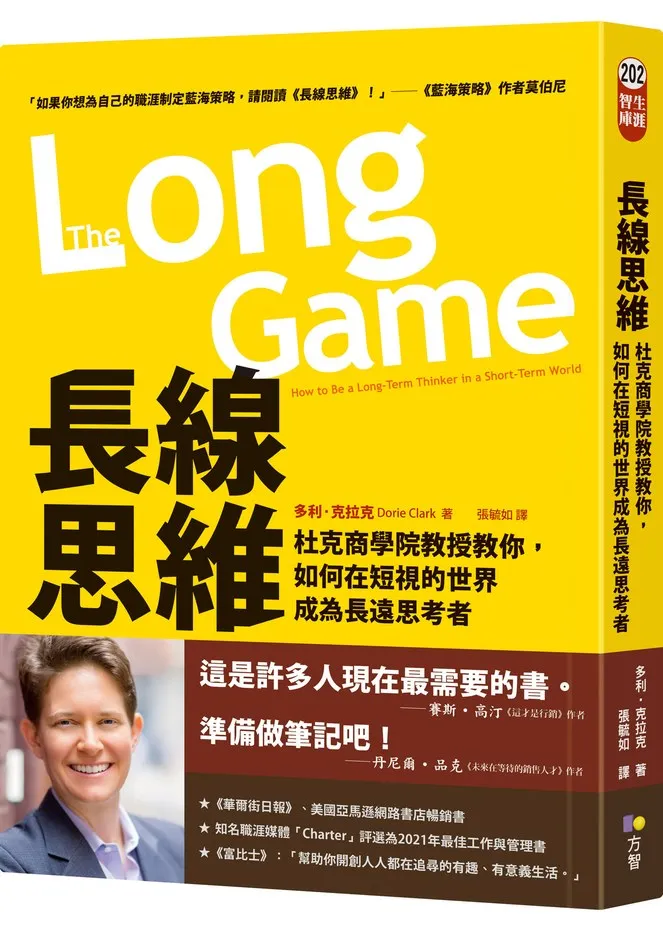 「如果你想為自己的職涯制定藍海策略，請閱讀《長線思維》！」——《藍海策略》作者莫伯尼
The Long
Game
How to Be a Long-Term Thinker in a Short-Term World
長線
思維
多利·克拉克 Dorie Clark 著 張毓如 譯
杜克商學院教授教你，
如何在短視的世界
成為長遠思考者
這是許多人現在最需要的書。
——賽斯·高汀《這才是行銷》作者
準備做筆記吧！
——丹尼爾·品克《未來在等待的銷售人才》作者
★《華爾街日報》、美國亞馬遜網路書店暢銷書
★ 知名職涯媒體「Charter」評選為2021年最佳工作與管理書
★《富比士》：「幫助你開創人人都在追尋的有趣、有意義生活。」
202
生涯
智庫
長線思維
杜克商學院教授教你，
如何在短視的世界成為長遠思考者
多利·克拉克 著
張毓如 譯
方智